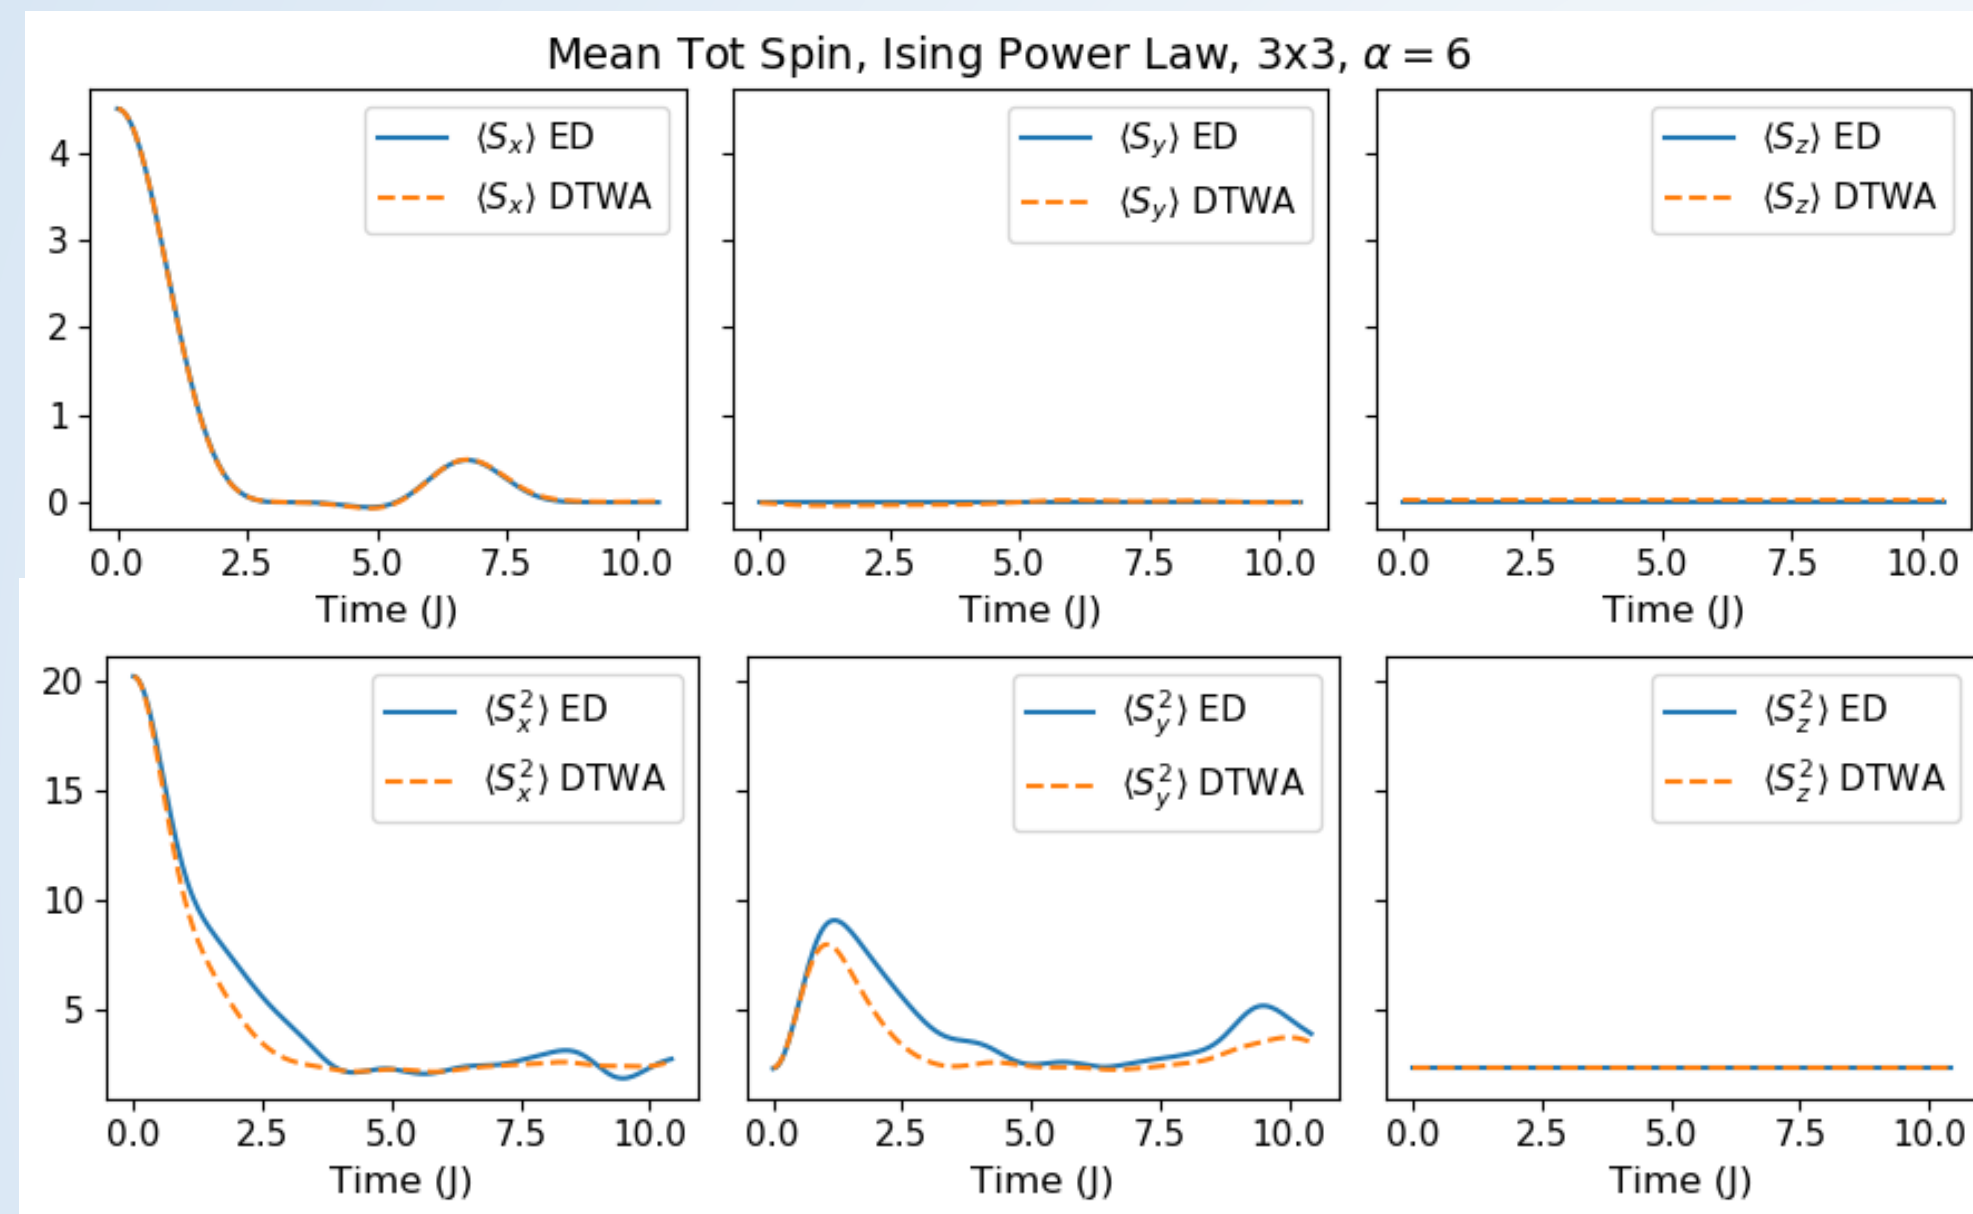 Mean Tot Spin, Ising Power Law, 3x3, α = 6
⟨Sx⟩ ED
⟨Sx⟩ DTWA
4
3
2
1
0
0.0 2.5 5.0 7.5 10.0
Time (J)
⟨Sy⟩ ED
⟨Sy⟩ DTWA
0.0 2.5 5.0 7.5 10.0
Time (J)
⟨Sz⟩ ED
⟨Sz⟩ DTWA
0.0 2.5 5.0 7.5 10.0
Time (J)
⟨Sx²⟩ ED
⟨Sx²⟩ DTWA
20
15
10
5
0.0 2.5 5.0 7.5 10.0
Time (J)
⟨Sy²⟩ ED
⟨Sy²⟩ DTWA
0.0 2.5 5.0 7.5 10.0
Time (J)
⟨Sz²⟩ ED
⟨Sz²⟩ DTWA
0.0 2.5 5.0 7.5 10.0
Time (J)